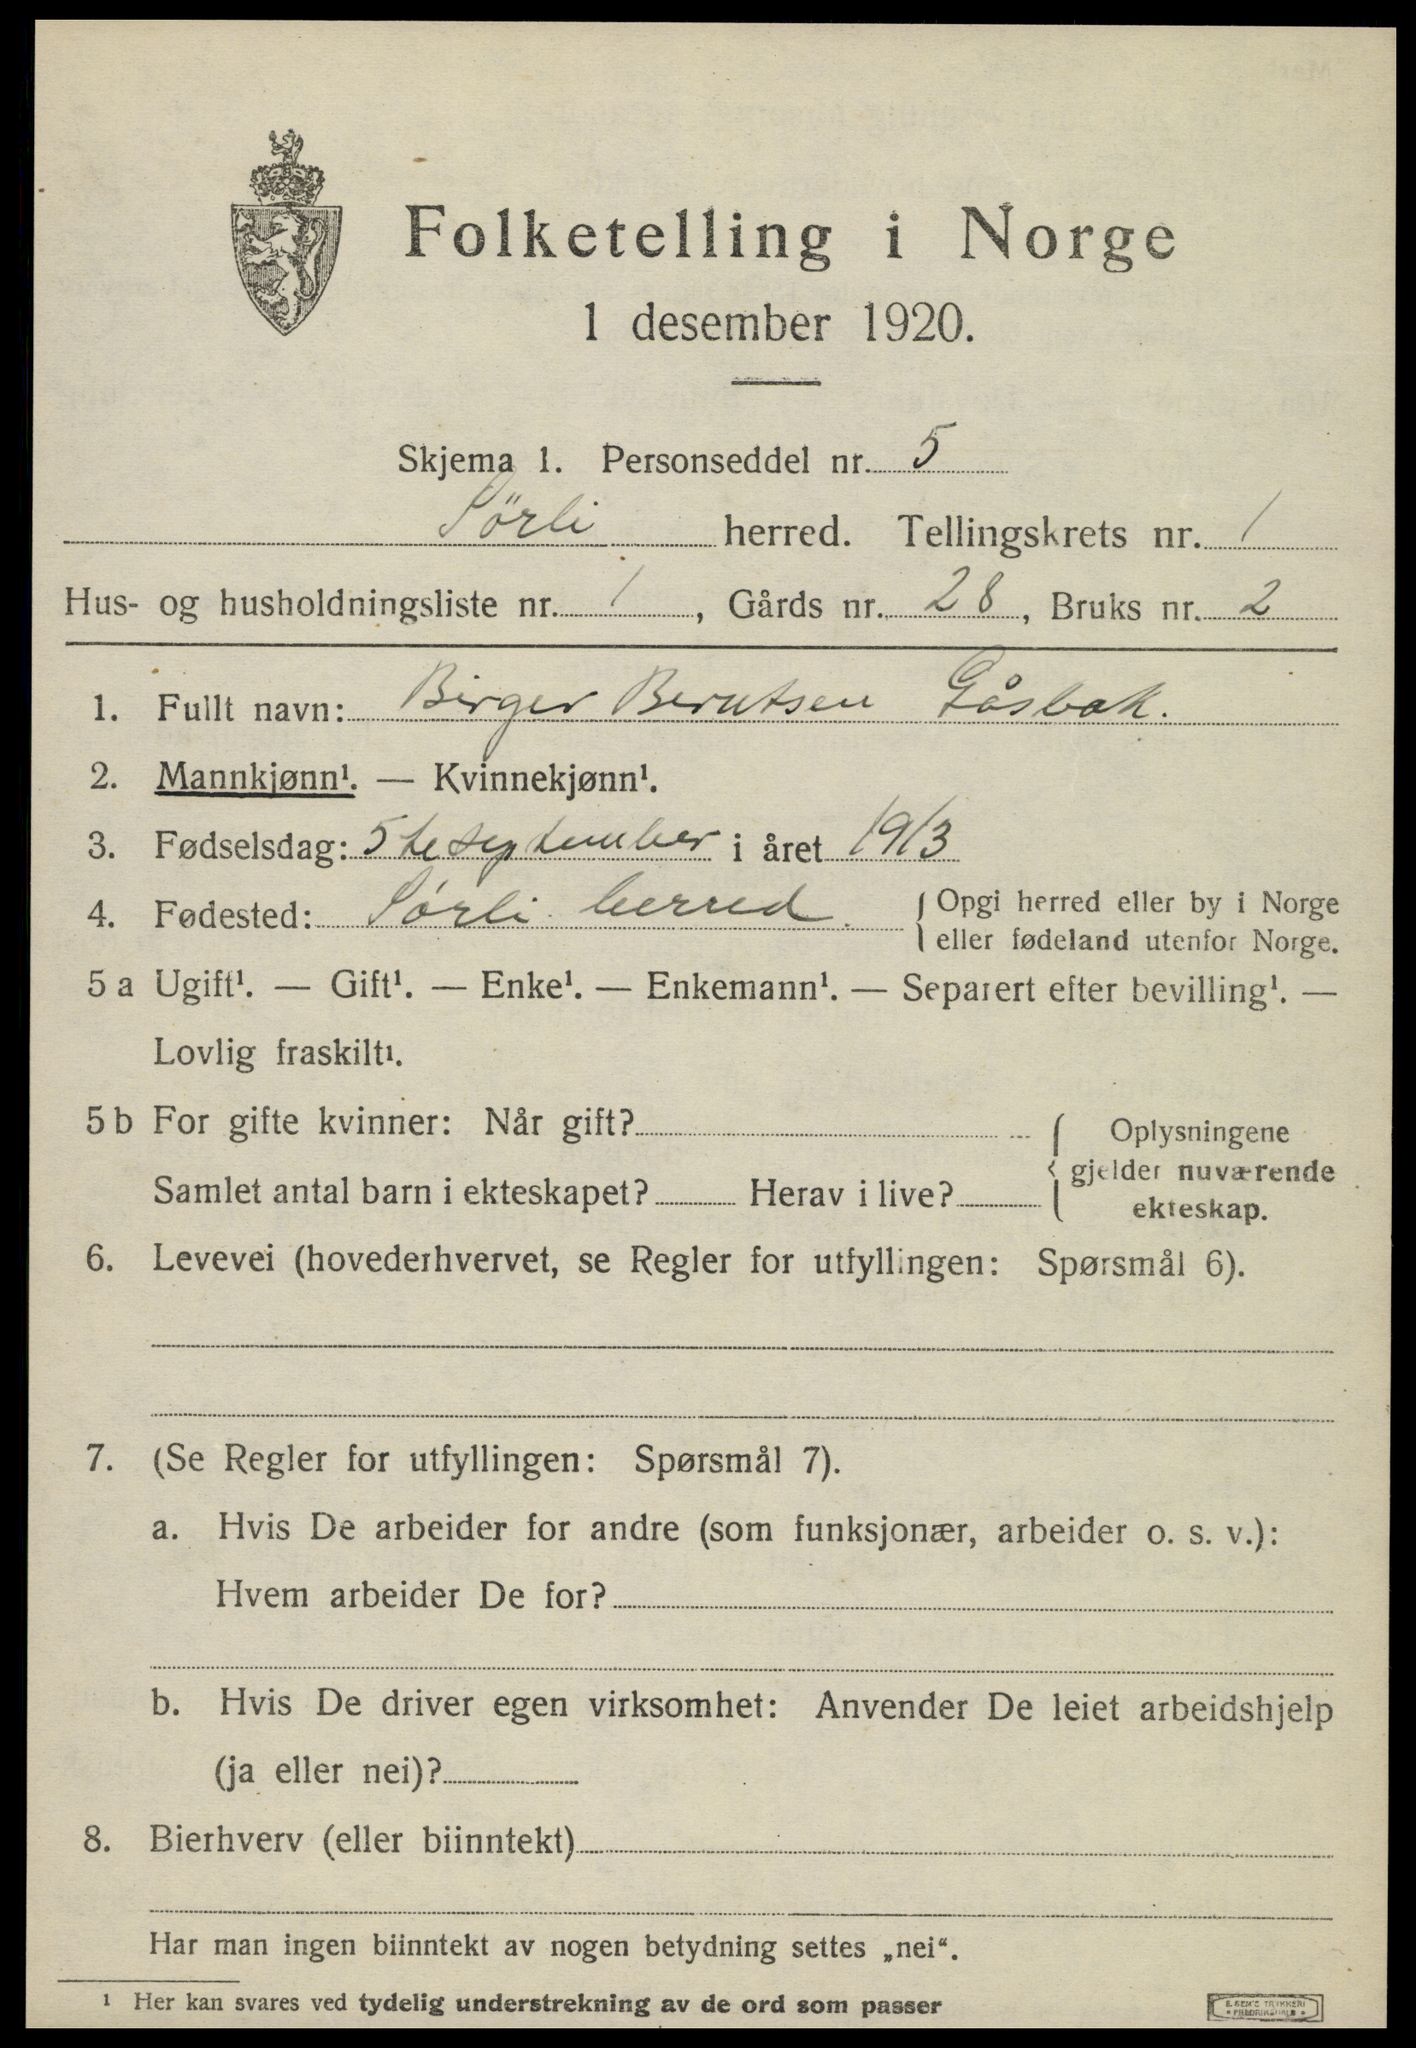 Folketelling i Norge
1 desember 1920.
Skjema 1. Personseddel nr. 5
Sörli herred. Tellingskrets nr. 1
Hus- og husholdningsliste nr. 1, Gårds nr. 28, Bruks nr. 2
1. Fullt navn: Birger Berntsen Gåsbak.
2. Mannkjønn¹. — Kvinnekjønn¹.
3. Fødselsdag: 5te september i året 1913
4. Fødested: Sörli herred. Opgi herred eller by i Norge
eller fødeland utenfor Norge.
5 a Ugift¹. — Gift¹. — Enke¹. — Enkemann¹. — Separert efter bevilling¹. —
Lovlig fraskilt¹.
5 b For gifte kvinner: Når gift? Oplysningene
gjelder nuværende
Samlet antal barn i ekteskapet? Herav i live? ekteskap.
6. Levevei (hovederhvervet, se Regler for utfyllingen: Spørsmål 6).
7. (Se Regler for utfyllingen: Spørsmål 7).
a. Hvis De arbeider for andre (som funksjonær, arbeider o. s. v.):
Hvem arbeider De for?
b. Hvis De driver egen virksomhet: Anvender De leiet arbeidshjelp
(ja eller nei)?
8. Bierhverv (eller biinntekt)
Har man ingen biinntekt av nogen betydning settes „nei“.
¹ Her kan svares ved tydelig understrekning av de ord som passer